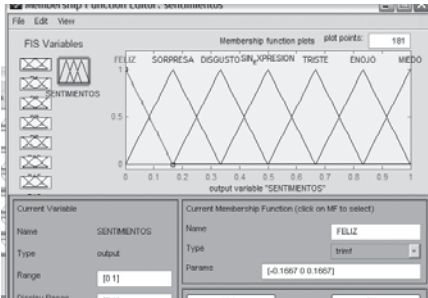 Membership Function Editor: sentimientos
File Edit View
FIS Variables
Membership function plots plot points: 181
SENTIMIENTOS
FELIZ SORPRESA DISGUSTO SIN_EXPRESION TRISTE ENOJO MIEDO
1
0.5
0
0 0.1 0.2 0.3 0.4 0.5 0.6 0.7 0.8 0.9 1
output variable "SENTIMIENTOS"
Current Variable
Name SENTIMIENTOS
Type output
Range [0 1]
Display Range
Current Membership Function (click on MF to select)
Name FELIZ
Type trimf
Params [-0.1667 0 0.1667]